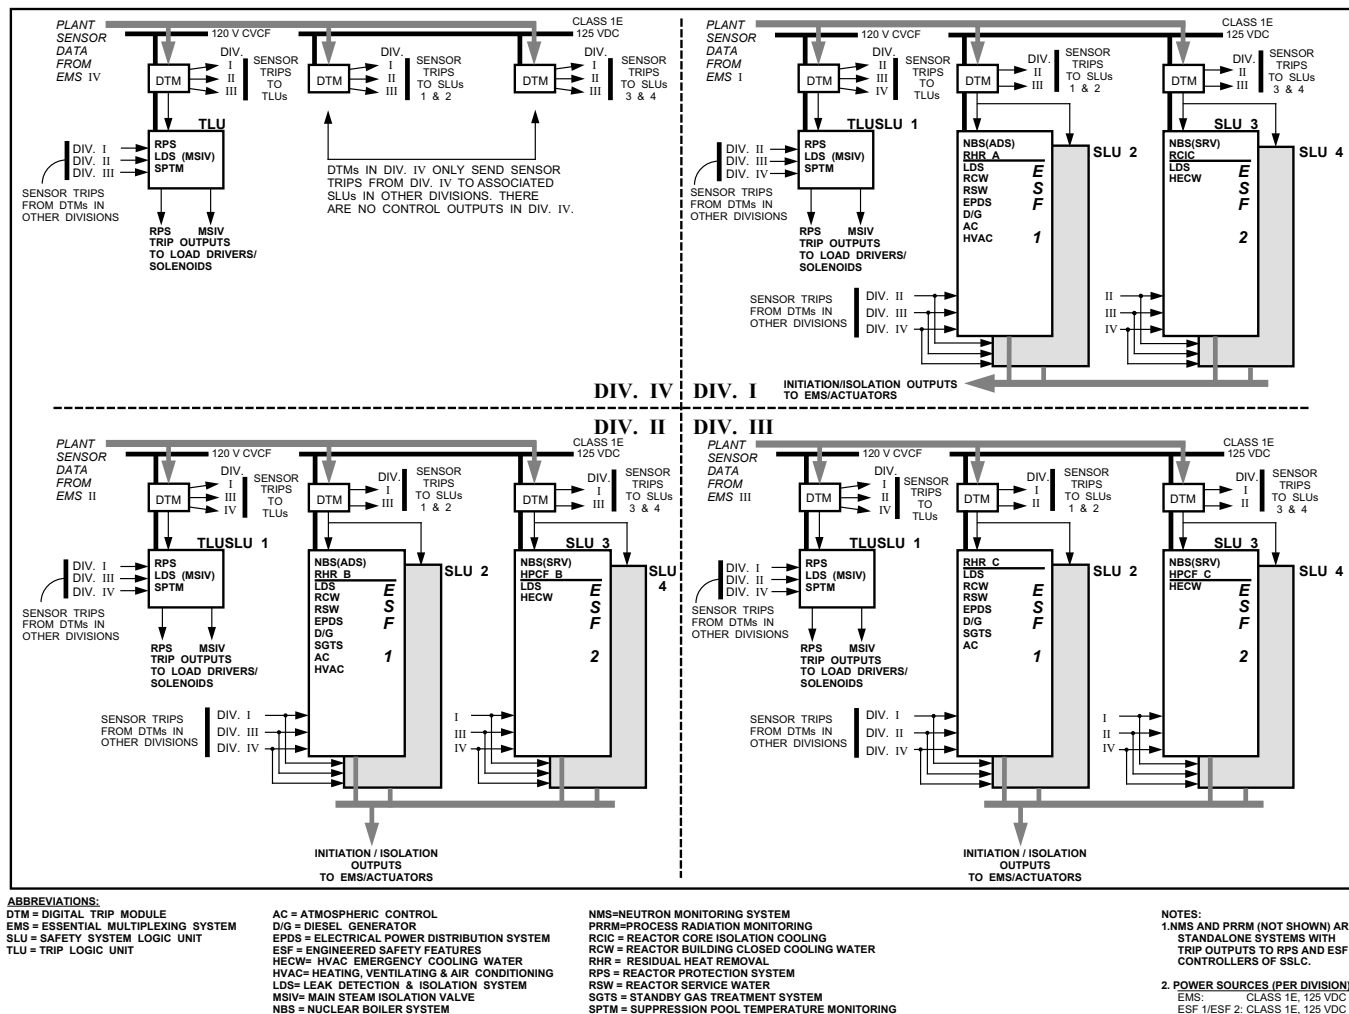 PLANT
SENSOR
DATA
FROM
EMS IV
120 V CVCF
CLASS 1E
125 VDC
DTM
DIV.
I
II
III
SENSOR
TRIPS
TO
TLUs
DTM
DIV.
I
II
III
SENSOR
TRIPS
TO SLUs
1 & 2
DTM
DIV.
I
II
III
SENSOR
TRIPS
TO SLUs
3 & 4
TLU
RPS
LDS (MSIV)
SPTM
DIV. I
DIV. II
DIV. III
SENSOR TRIPS
FROM DTMs IN
OTHER DIVISIONS
RPS MSIV
TRIP OUTPUTS
TO LOAD DRIVERS/
SOLENOIDS
DTMs IN DIV. IV ONLY SEND SENSOR
TRIPS FROM DIV. IV TO ASSOCIATED
SLUs IN OTHER DIVISIONS. THERE
ARE NO CONTROL OUTPUTS IN DIV. IV.
DIV. IV
PLANT
SENSOR
DATA
FROM
EMS I
120 V CVCF
CLASS 1E
125 VDC
DTM
DIV.
II
III
IV
SENSOR
TRIPS
TO
TLUs
DTM
DIV.
II
III
SENSOR
TRIPS
TO SLUs
1 & 2
DTM
DIV.
II
III
SENSOR
TRIPS
TO SLUs
3 & 4
TLUSLU 1
RPS
LDS (MSIV)
SPTM
DIV. II
DIV. III
DIV. IV
SENSOR TRIPS
FROM DTMs IN
OTHER DIVISIONS
RPS MSIV
TRIP OUTPUTS
TO LOAD DRIVERS/
SOLENOIDS
NBS(ADS)
RHR A
LDS
RCW
RSW
EPDS
D/G
AC
HVAC
E
S
F
1
SLU 2
SLU 3
NBS(SRV)
RCIC
LDS
HECW
E
S
F
2
SLU 4
SENSOR TRIPS
FROM DTMs IN
OTHER DIVISIONS
DIV. II
DIV. III
DIV. IV
II
III
IV
DIV. I
INITIATION/ISOLATION OUTPUTS
TO EMS/ACTUATORS
DIV. II
PLANT
SENSOR
DATA
FROM
EMS II
120 V CVCF
CLASS 1E
125 VDC
DTM
DIV.
I
III
IV
SENSOR
TRIPS
TO
TLUs
DTM
DIV.
I
III
SENSOR
TRIPS
TO SLUs
1 & 2
DTM
DIV.
I
III
SENSOR
TRIPS
TO SLUs
3 & 4
TLUSLU 1
RPS
LDS (MSIV)
SPTM
DIV. I
DIV. III
DIV. IV
SENSOR TRIPS
FROM DTMs IN
OTHER DIVISIONS
RPS MSIV
TRIP OUTPUTS
TO LOAD DRIVERS/
SOLENOIDS
NBS(ADS)
RHR B
LDS
RCW
RSW
EPDS
D/G
SGTS
AC
HVAC
E
S
F
1
SLU 2
SLU 3
NBS(SRV)
HPCF B
LDS
HECW
E
S
F
2
SLU
4
SENSOR TRIPS
FROM DTMs IN
OTHER DIVISIONS
DIV. I
DIV. III
DIV. IV
I
III
IV
INITIATION / ISOLATION
OUTPUTS
TO EMS/ACTUATORS
DIV. III
PLANT
SENSOR
DATA
FROM
EMS III
120 V CVCF
CLASS 1E
125 VDC
DTM
DIV.
I
II
IV
SENSOR
TRIPS
TO
TLUs
DTM
DIV.
I
II
SENSOR
TRIPS
TO SLUs
1 & 2
DTM
DIV.
I
II
SENSOR
TRIPS
TO SLUs
3 & 4
TLUSLU 1
RPS
LDS (MSIV)
SPTM
DIV. I
DIV. II
DIV. IV
SENSOR TRIPS
FROM DTMs IN
OTHER DIVISIONS
RPS MSIV
TRIP OUTPUTS
TO LOAD DRIVERS/
SOLENOIDS
RHR C
LDS
RCW
RSW
EPDS
D/G
SGTS
AC
E
S
F
1
SLU 2
SLU 3
NBS(SRV)
HPCF C
HECW
E
S
F
2
SLU 4
SENSOR TRIPS
FROM DTMs IN
OTHER DIVISIONS
DIV. I
DIV. II
DIV. IV
I
II
IV
INITIATION / ISOLATION
OUTPUTS
TO EMS/ACTUATORS
ABBREVIATIONS:
DTM = DIGITAL TRIP MODULE
EMS = ESSENTIAL MULTIPLEXING SYSTEM
SLU = SAFETY SYSTEM LOGIC UNIT
TLU = TRIP LOGIC UNIT
AC = ATMOSPHERIC CONTROL
D/G = DIESEL GENERATOR
EPDS = ELECTRICAL POWER DISTRIBUTION SYSTEM
ESF = ENGINEERED SAFETY FEATURES
HECW= HVAC EMERGENCY COOLING WATER
HVAC= HEATING, VENTILATING & AIR CONDITIONING
LDS= LEAK DETECTION & ISOLATION SYSTEM
MSIV= MAIN STEAM ISOLATION VALVE
NBS = NUCLEAR BOILER SYSTEM
NMS=NEUTRON MONITORING SYSTEM
PRRM=PROCESS RADIATION MONITORING
RCIC = REACTOR CORE ISOLATION COOLING
RCW = REACTOR BUILDING CLOSED COOLING WATER
RHR = RESIDUAL HEAT REMOVAL
RPS = REACTOR PROTECTION SYSTEM
RSW = REACTOR SERVICE WATER
SGTS = STANDBY GAS TREATMENT SYSTEM
SPTM = SUPPRESSION POOL TEMPERATURE MONITORING
NOTES:
1.NMS AND PRRM (NOT SHOWN) AR
STANDALONE SYSTEMS WITH
TRIP OUTPUTS TO RPS AND ESF
CONTROLLERS OF SSLC.
2. POWER SOURCES (PER DIVISION)
EMS: CLASS 1E, 125 VDC
ESF 1/ESF 2: CLASS 1E, 125 VDC